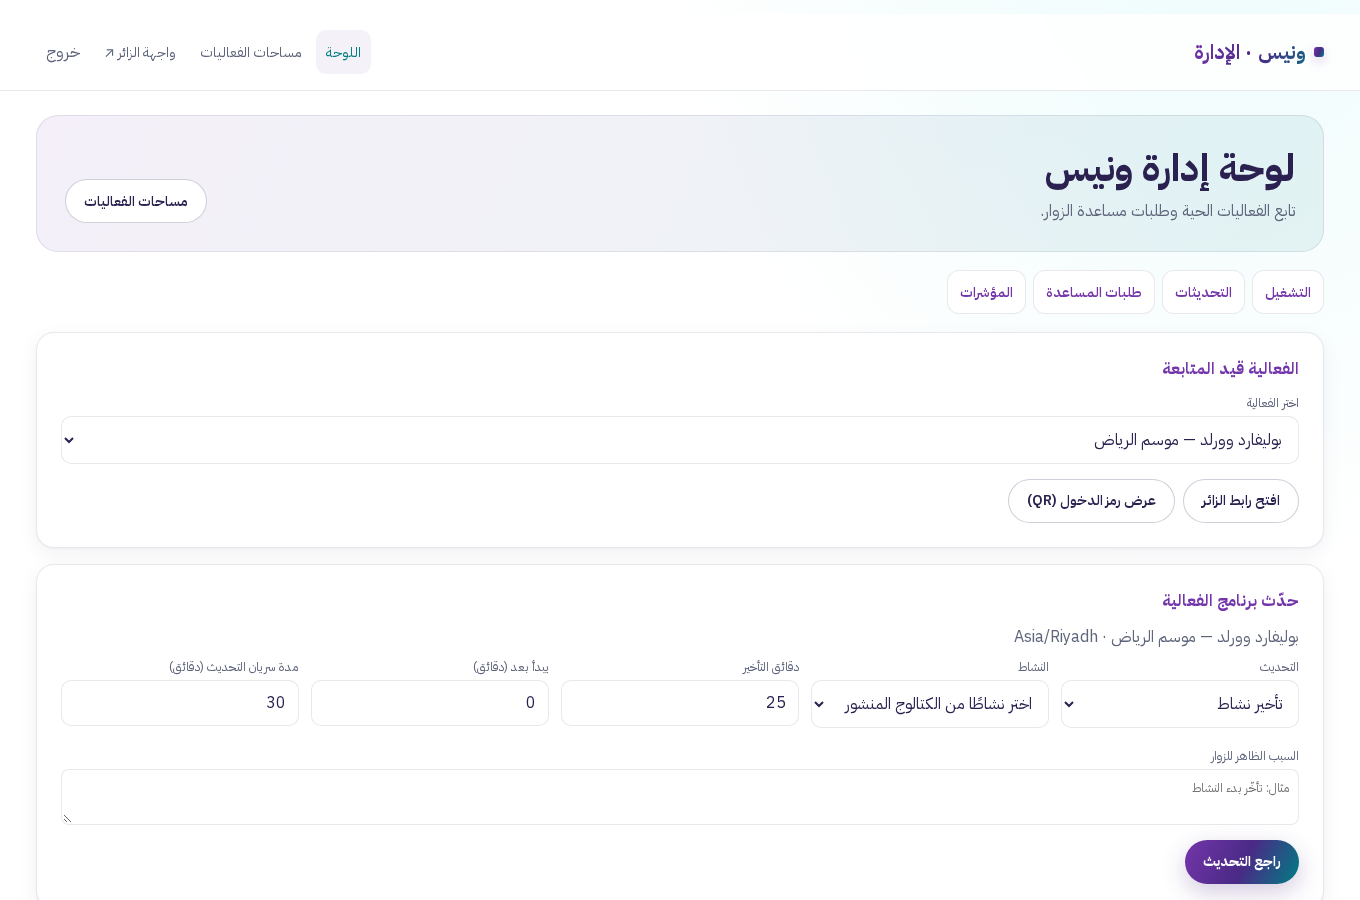 ونيس · الإدارة
اللوحة
مساحات الفعاليات
واجهة الزائر ↗
خروج
لوحة إدارة ونيس
تابع الفعاليات الحية وطلبات مساعدة الزوار.
مساحات الفعاليات
التشغيل
التحديثات
طلبات المساعدة
المؤشرات
الفعالية قيد المتابعة
اختر الفعالية
بوليفارد وورلد — موسم الرياض
افتح رابط الزائر
عرض رمز الدخول (QR)
حدّث برنامج الفعالية
بوليفارد وورلد — موسم الرياض · Asia/Riyadh
التحديث
النشاط
دقائق التأخير
يبدأ بعد (دقائق)
مدة سريان التحديث (دقائق)
تأخير نشاط
اختر نشاطًا من الكتالوج المنشور
25
0
30
السبب الظاهر للزوار
مثال: تأخّر بدء النشاط
راجع التحديث